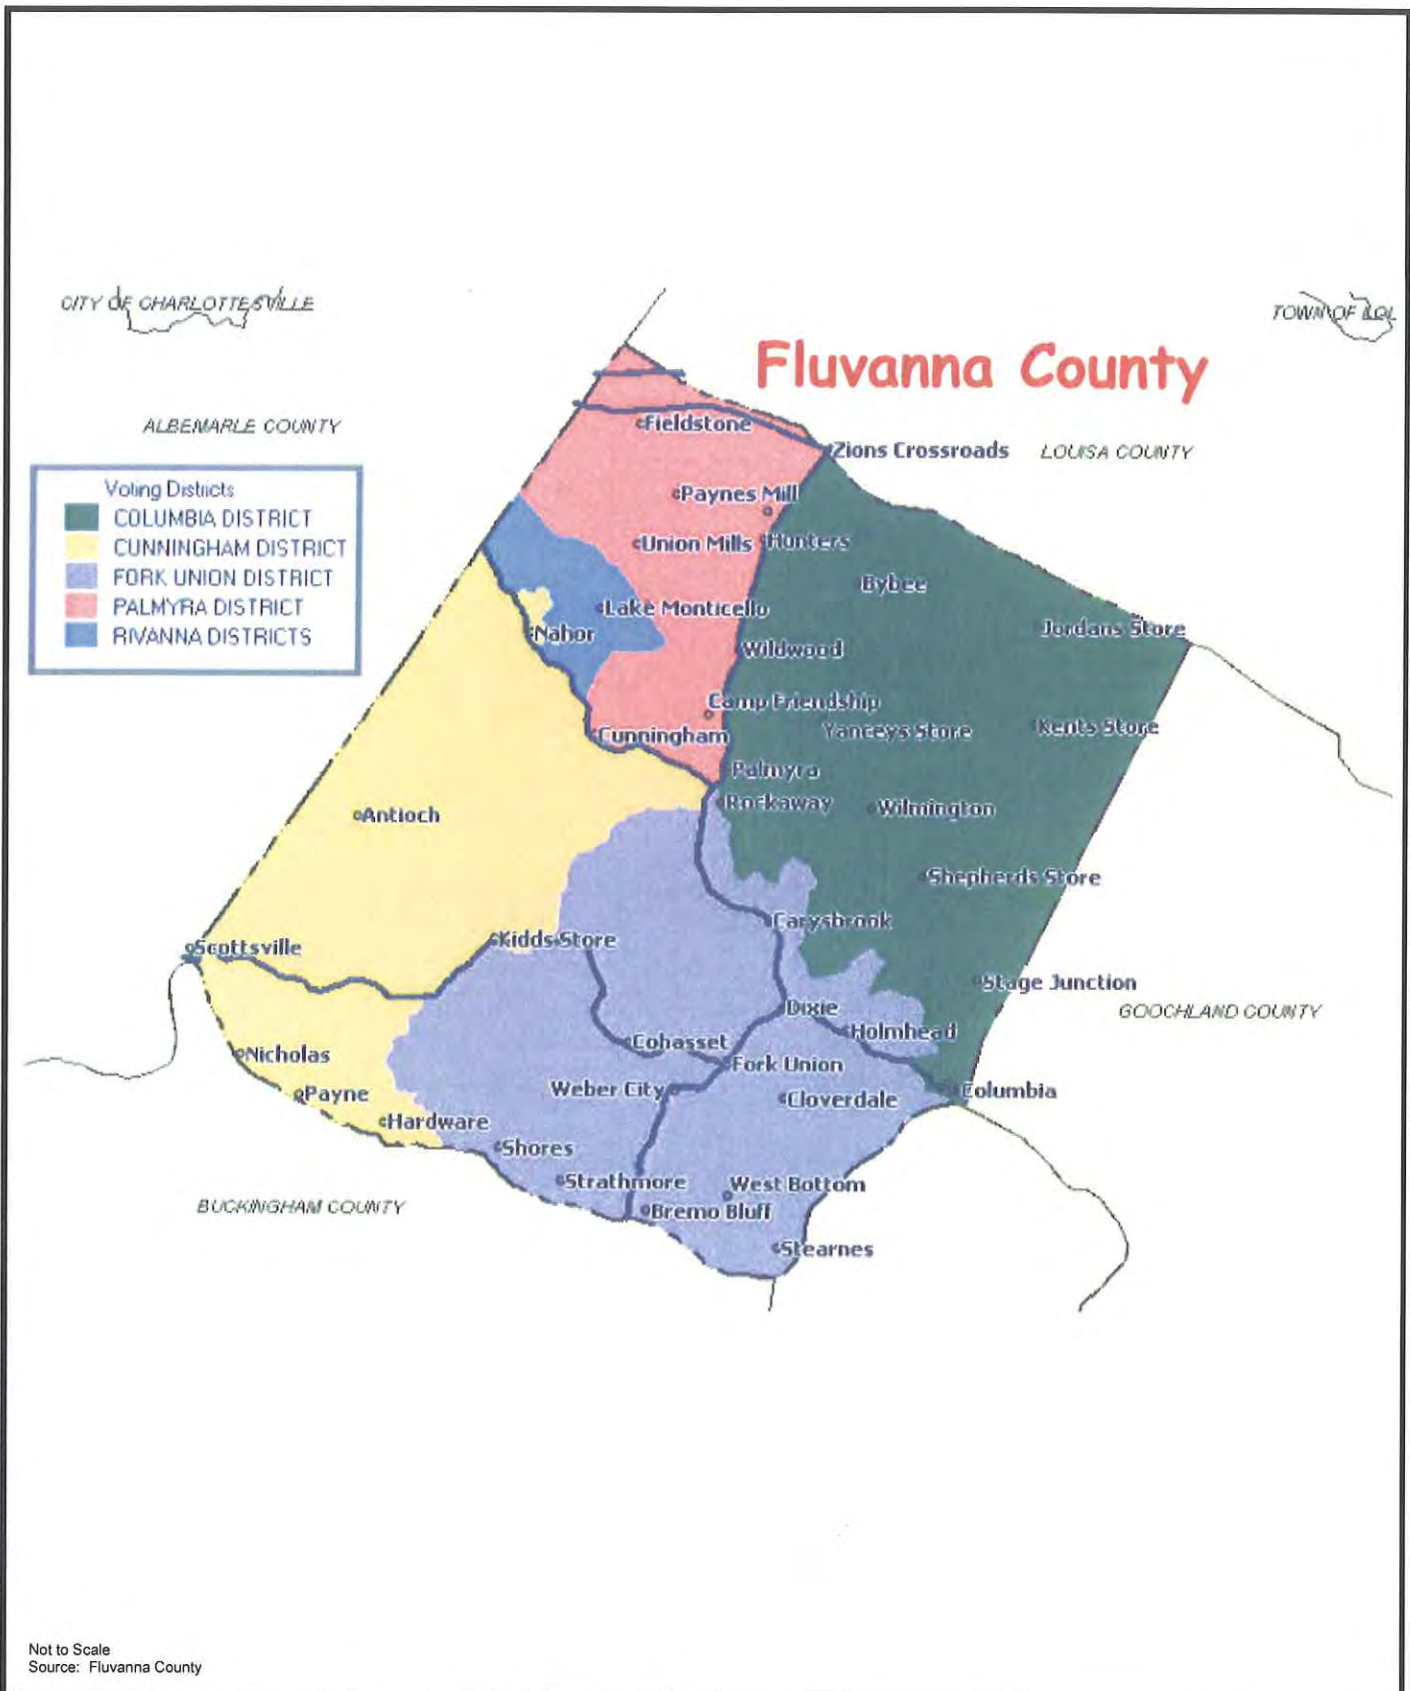 CITY OF CHARLOTTESVILLE
TOWN OF LOU
Fluvanna County
ALBEMARLE COUNTY
Fieldstone
Zions Crossroads
LOUISA COUNTY
Voting Districts
COLUMBIA DISTRICT
CUNNINGHAM DISTRICT
FORK UNION DISTRICT
PALMYRA DISTRICT
RIVANNA DISTRICTS
Paynes Mill
Union Mills
Hunters
Bybee
Lake Monticello
Nahor
Jordans Store
Wildwood
Camp Friendship
Cunningham
Yanceys Store
Kents Store
Palmyra
Rockaway
Wilmington
Antioch
Shepherds Store
Carysbrook
Scottsville
Kidds Store
Stage Junction
Dixie
GOOCHLAND COUNTY
Holmhead
Cohasset
Nicholas
Fork Union
Weber City
Columbia
Payne
Cloverdale
Hardware
Shores
Strathmore
West Bottom
BUCKINGHAM COUNTY
Bremo Bluff
Stearnes
Not to Scale
Source: Fluvanna County